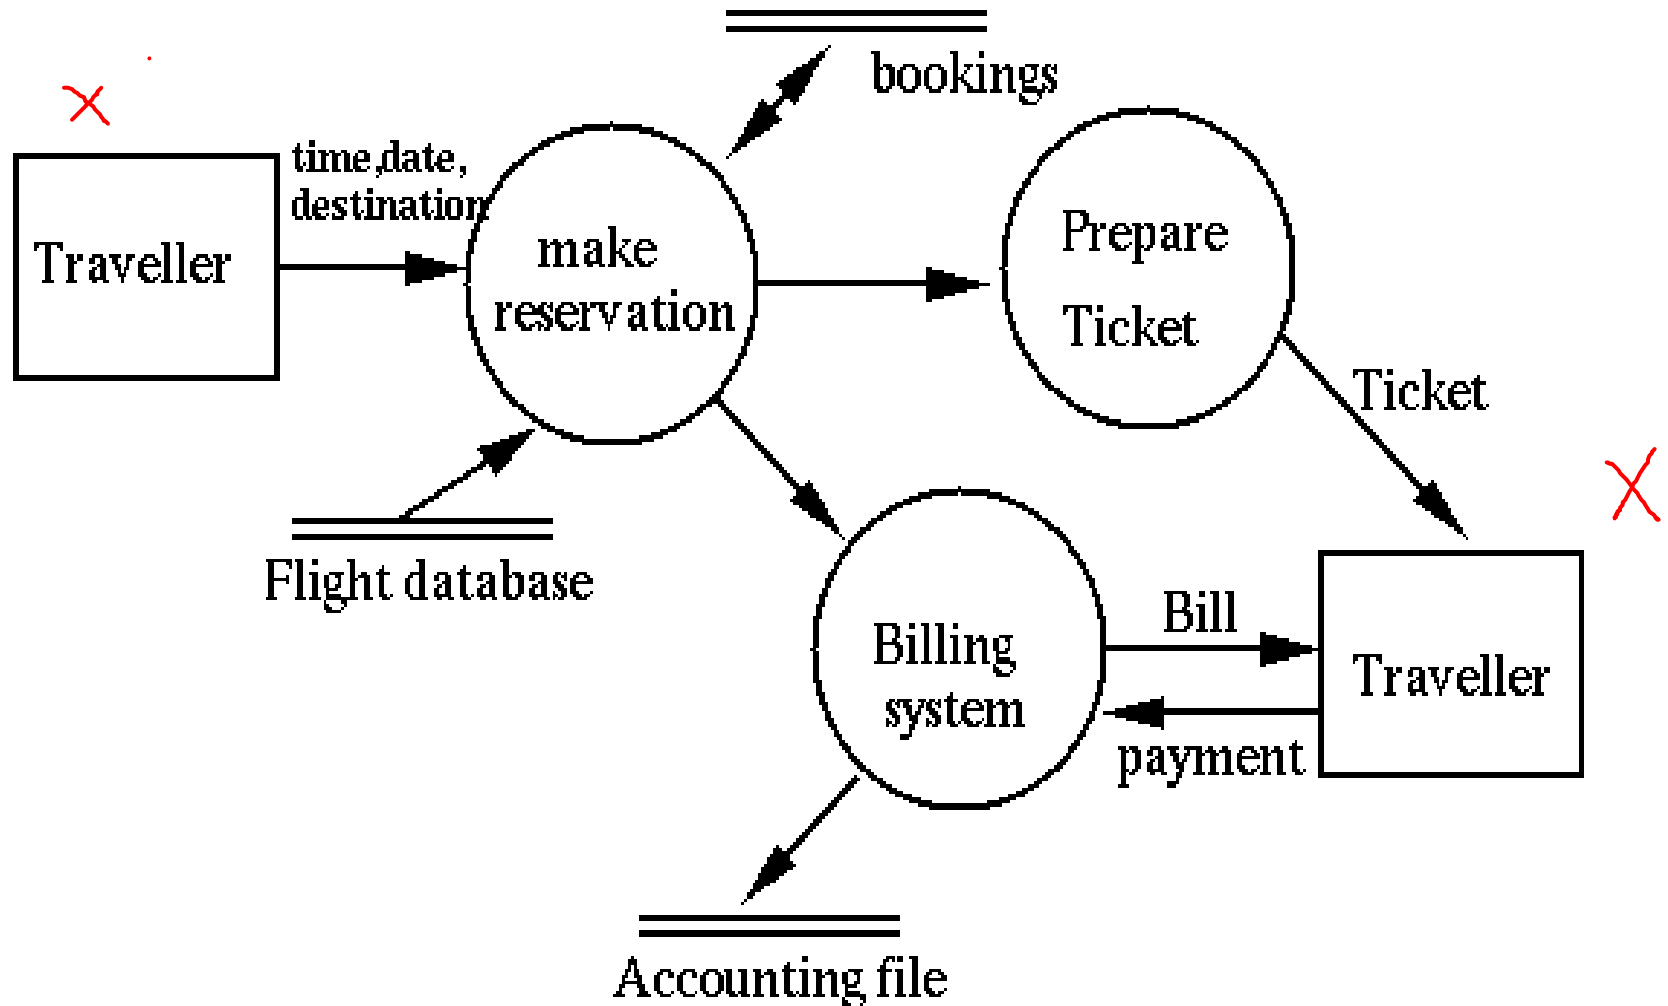 bookings
time,date,
destination
Traveller
make
reservation
Prepare
Ticket
Ticket
Flight database
Bill
Billing
system
Traveller
payment
Accounting file